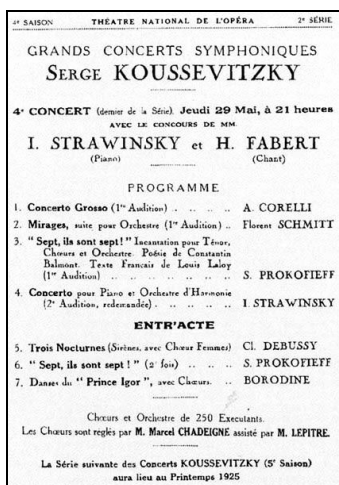 4e SAISON THÉATRE NATIONAL DE L'OPÉRA 2e SÉRIE
GRANDS CONCERTS SYMPHONIQUES
SERGE KOUSSEVITZKY
4e CONCERT (dernier de la Série). Jeudi 29 Mai, à 21 heures
AVEC LE CONCOURS DE MM.
I. STRAWINSKY et H. FABERT
(Piano) (Chant)
PROGRAMME
1. Concerto Grosso (1re Audition) .. .. .. .. A. CORELLI
2. Mirages, suite pour Orchestre (1re Audition) .. Florent SCHMITT
3. "Sept, ils sont sept!" Incantation pour Ténor,
Chœurs et Orchestre. Poésie de Constantin
Balmont. Texte Français de Louis Laloy
(1re Audition) .. .. .. .. .. .. S. PROKOFIEFF
4. Concerto pour Piano et Orchestre d'Harmonie
(2e Audition, redemandée) .. .. .. .. I. STRAWINSKY
ENTR'ACTE
5. Trois Nocturnes (Sirènes, avec Chœur Femmes) Cl. DEBUSSY
6. "Sept, ils sont sept!" (2e fois) .. .. .. S. PROKOFIEFF
7. Danses du "Prince Igor", avec Chœurs. .. BORODINE
Chœurs et Orchestre de 250 Executants.
Les Chœurs sont réglés par M. Marcel CHADEIGNE assisté par M. LEPITRE.
La Série suivante des Concerts KOUSSEVITZKY (5e Saison)
aura lieu au Printemps 1925